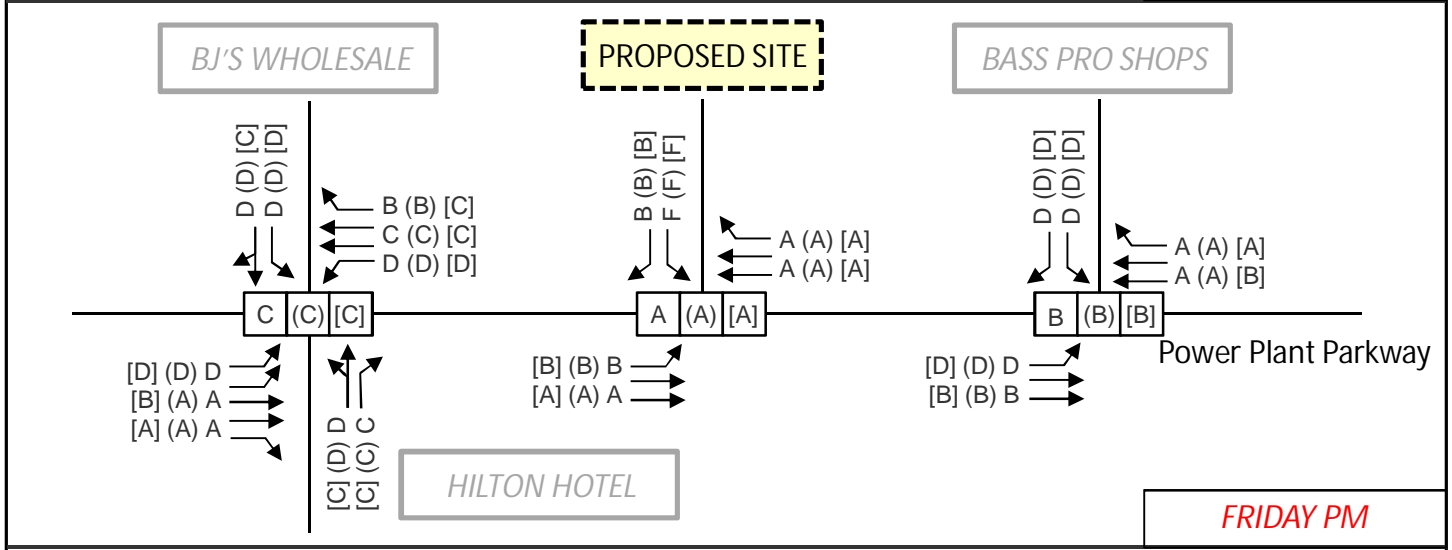 BJ'S WHOLESALE
PROPOSED SITE
BASS PRO SHOPS
D (D) [C]
D (D) [D]
B (B) [C]
C (C) [C]
D (D) [D]
B (B) [B]
F (F) [F]
A (A) [A]
A (A) [A]
D (D) [D]
D (D) [D]
A (A) [A]
A (A) [B]
C (C) [C]
A (A) [A]
B (B) [B]
Power Plant Parkway
[D] (D) D
[B] (A) A
[A] (A) A
[C] (D) D
[C] (C) C
[B] (B) B
[A] (A) A
[D] (D) D
[B] (B) B
HILTON HOTEL
FRIDAY PM